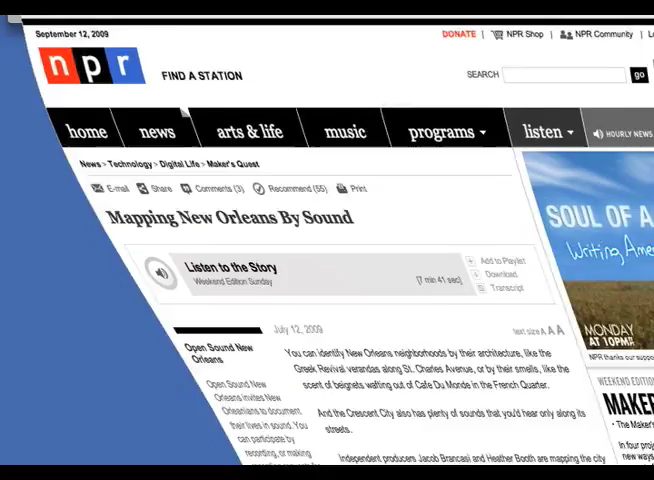 September 12, 2009
DONATE | NPR Shop | NPR Community |
npr
FIND A STATION
SEARCH go
home news arts & life music programs listen HOURLY NEWS
News > Technology > Digital Life > Maker's Quest
E-mail Share Comments (3) Recommend (55) Print
Mapping New Orleans By Sound
Listen to the Story
Weekend Edition Sunday
[7 min 41 sec]
Add to Playlist
Download
Transcript
SOUL OF A
Writing Ame
MONDAY
AT 10PM
NPR thanks our suppo
July 12, 2009
text size A A A
Open Sound New
Orleans
Open Sound New
Orleans invites New
Orleanians to document
their lives in sound. You
can participate by
recording, or making
You can identify New Orleans neighborhoods by their architecture, like the
Greek Revival verandas along St. Charles Avenue, or by their smells, like the
scent of beignets wafting out of Cafe Du Monde in the French Quarter.
And the Crescent City also has plenty of sounds that you'd hear only along its
streets.
Independent producers Jacob Brancasi and Heather Booth are mapping the city
WEEKEND EDITION
MAKE
• The Maker's
In four proj
new ways